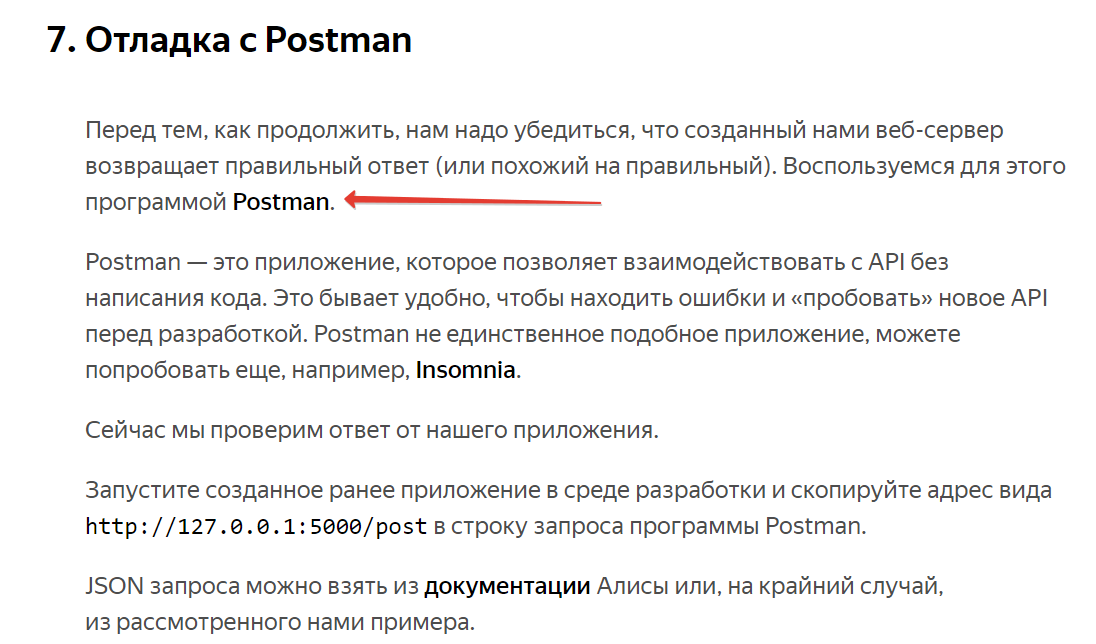 7. Отладка с Postman
Перед тем, как продолжить, нам надо убедиться, что созданный нами веб-сервер
возвращает правильный ответ (или похожий на правильный). Воспользуемся для этого
программой Postman.
Postman — это приложение, которое позволяет взаимодействовать с API без
написания кода. Это бывает удобно, чтобы находить ошибки и «пробовать» новое API
перед разработкой. Postman не единственное подобное приложение, можете
попробовать еще, например, Insomnia.
Сейчас мы проверим ответ от нашего приложения.
Запустите созданное ранее приложение в среде разработки и скопируйте адрес вида
http://127.0.0.1:5000/post в строку запроса программы Postman.
JSON запроса можно взять из документации Алисы или, на крайний случай,
из рассмотренного нами примера.